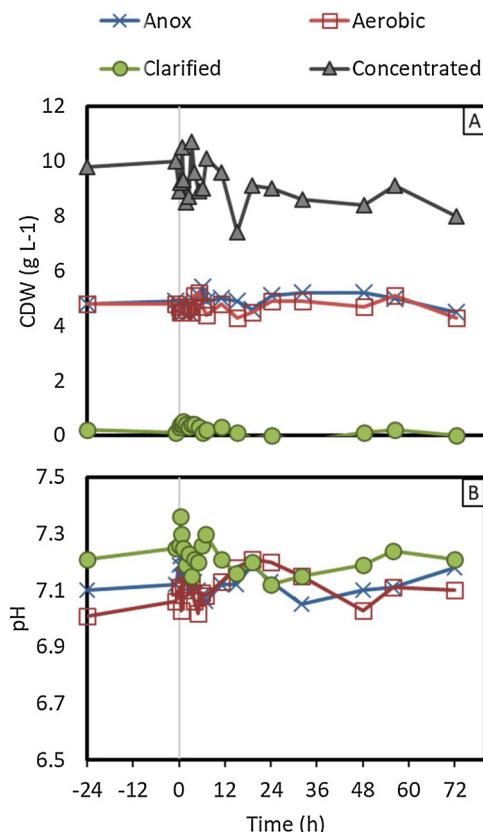 Anox Aerobic
Clarified Concentrated
A
12
10
8
6
4
2
0
CDW (g L-1)
B
7.5
7.3
7.1
6.9
6.7
6.5
pH
-24 -12 0 12 24 36 48 60 72
Time (h)